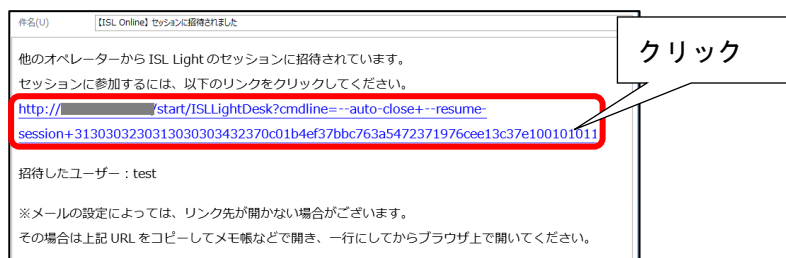 件名(U) 【ISL Online】セッションに招待されました
クリック
他のオペレーターから ISL Light のセッションに招待されています。
セッションに参加するには、以下のリンクをクリックしてください。
http:// /start/ISLLightDesk?cmdline=--auto-close+--resume-
session+3130303230313030303432370c01b4ef37bbc763a5472371976cee13c37e100101011
招待したユーザー：test
※メールの設定によっては、リンク先が開かない場合がございます。
その場合は上記 URL をコピーしてメモ帳などで開き、一行にしてからブラウザ上で開いてください。